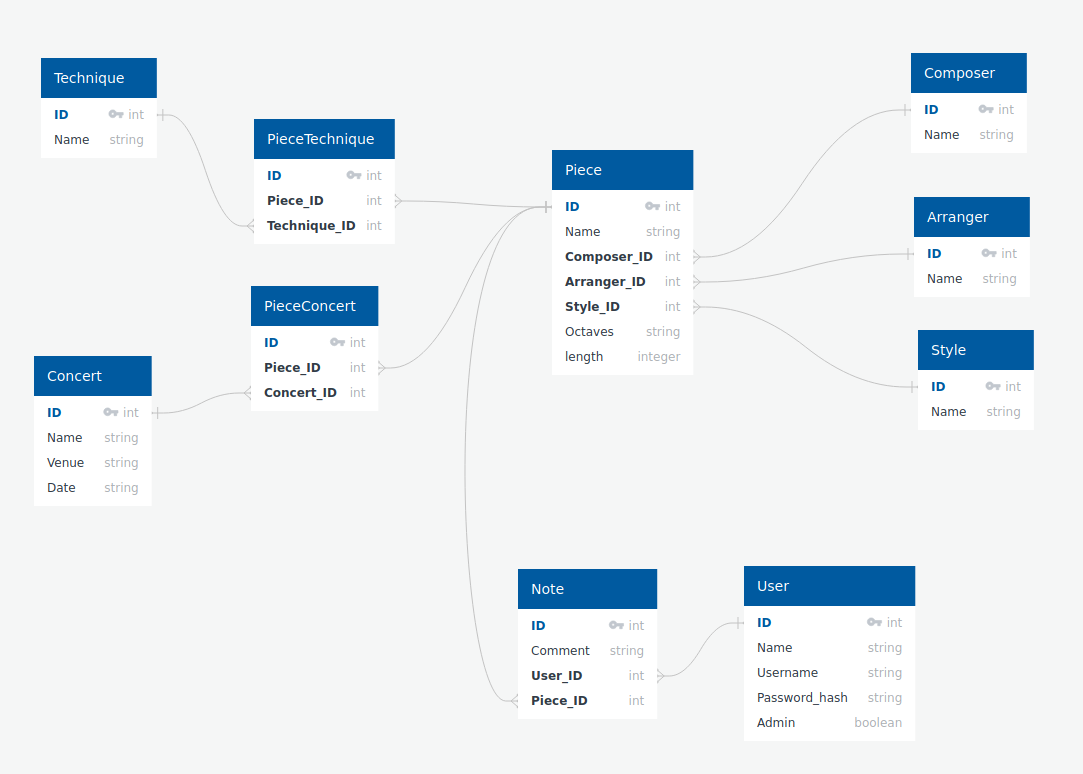 Technique
ID int
Name string
PieceTechnique
ID int
Piece_ID int
Technique_ID int
Piece
ID int
Name string
Composer_ID int
Arranger_ID int
Style_ID int
Octaves string
length integer
Composer
ID int
Name string
Arranger
ID int
Name string
Style
ID int
Name string
PieceConcert
ID int
Piece_ID int
Concert_ID int
Concert
ID int
Name string
Venue string
Date string
Note
ID int
Comment string
User_ID int
Piece_ID int
User
ID int
Name string
Username string
Password_hash string
Admin boolean